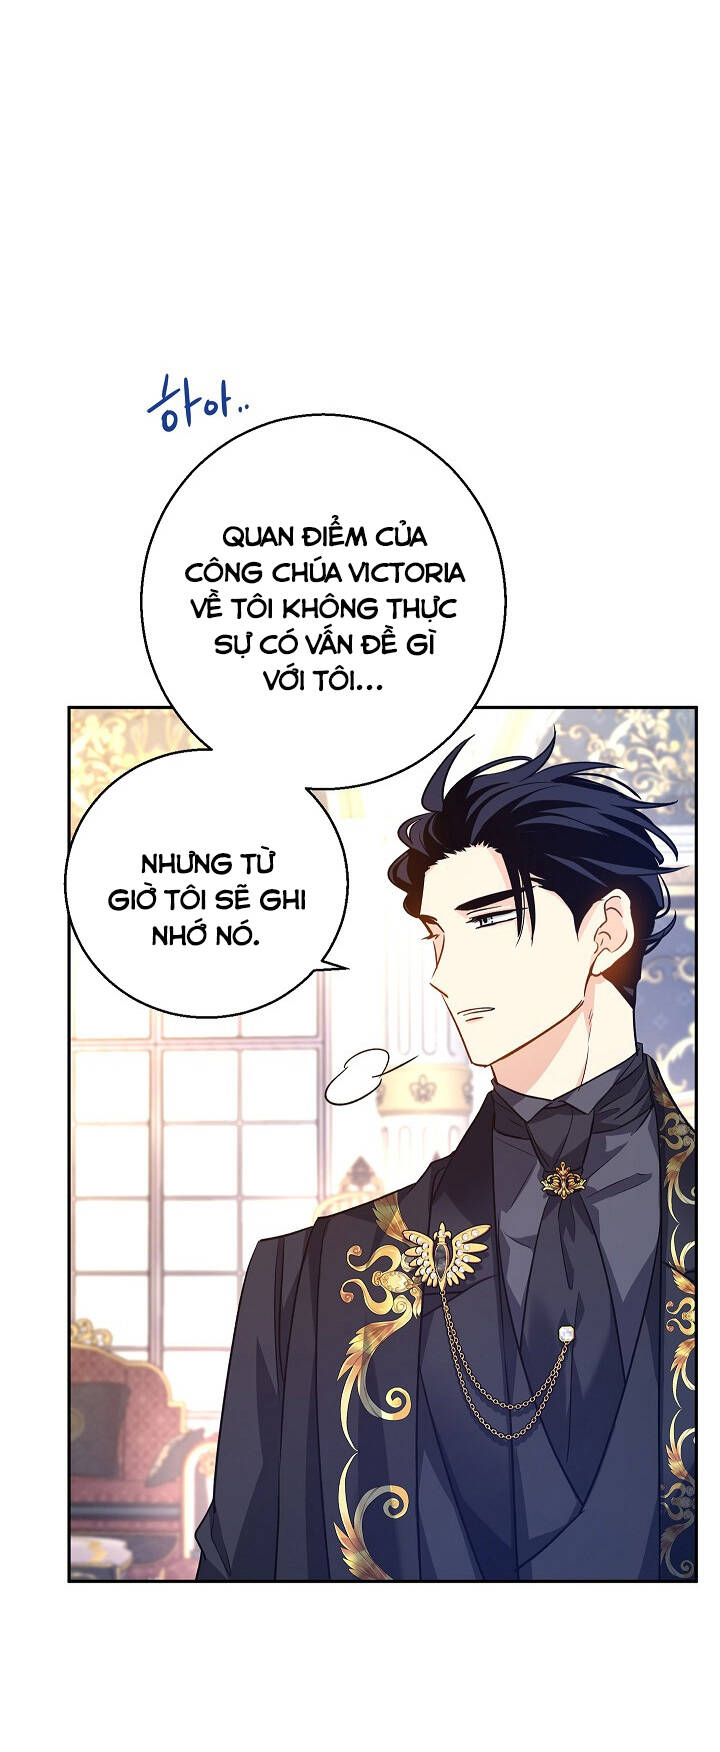 하아..
QUAN ĐIỂM CỦA
CÔNG CHÚA VICTORIA
VỀ TÔI KHÔNG THỰC
SỰ CÓ VẤN ĐỀ GÌ
VỚI TÔI...
NHƯNG TỪ
GIỜ TÔI SẼ GHI
NHỚ NÓ.